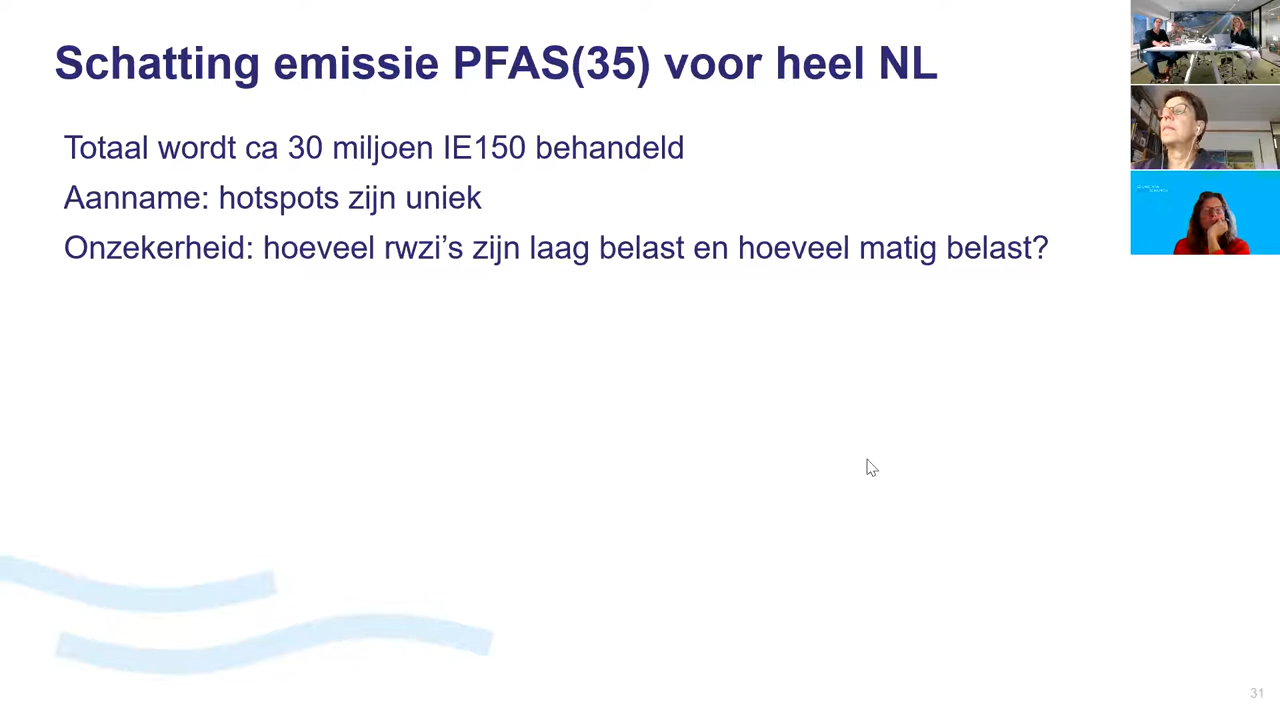 Schatting emissie PFAS(35) voor heel NL
Totaal wordt ca 30 miljoen IE150 behandeld
Aanname: hotspots zijn uniek
Onzekerheid: hoeveel rwzi’s zijn laag belast en hoeveel matig belast?
31